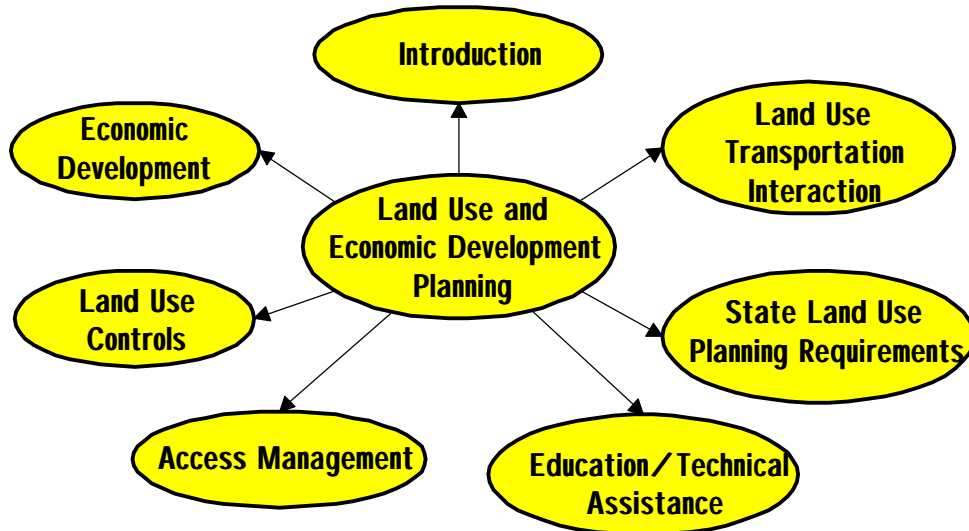 Introduction
Economic
Development
Land Use
Transportation
Interaction
Land Use and
Economic Development
Planning
Land Use
Controls
State Land Use
Planning Requirements
Access Management
Education/Technical
Assistance